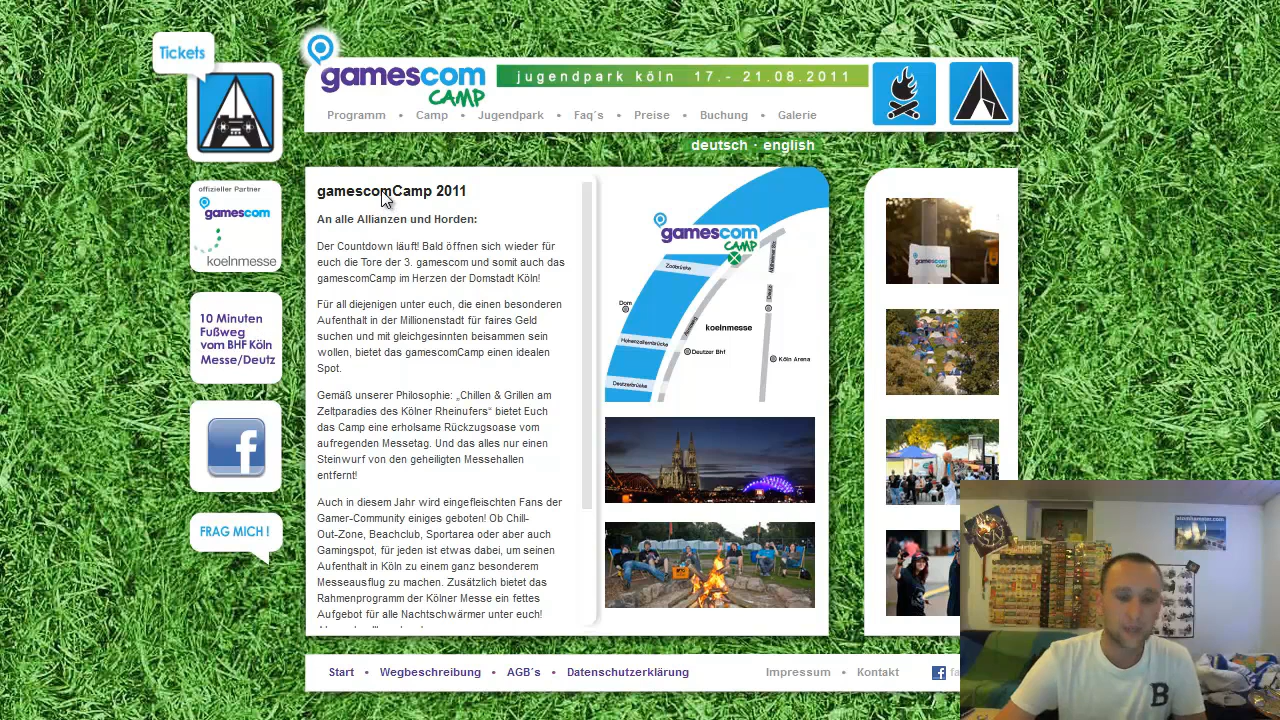 Tickets
gamescom
CAMP
jugendpark köln 17.- 21.08.2011
Programm • Camp • Jugendpark • Faq´s • Preise • Buchung • Galerie
deutsch · english
offizieller Partner
gamescom
koelnmesse
10 Minuten
Fußweg
vom BHF Köln
Messe/Deutz
FRAG MICH !
gamescomCamp 2011
An alle Allianzen und Horden:
Der Countdown läuft! Bald öffnen sich wieder für
euch die Tore der 3. gamescom und somit auch das
gamescomCamp im Herzen der Domstadt Köln!
Für all diejenigen unter euch, die einen besonderen
Aufenthalt in der Millionenstadt für faires Geld
suchen und mit gleichgesinnten beisammen sein
wollen, bietet das gamescomCamp einen idealen
Spot.
Gemäß unserer Philosophie: „Chillen & Grillen am
Zeltparadies des Kölner Rheinufers“ bietet Euch
das Camp eine erholsame Rückzugsoase vom
aufregenden Messetag. Und das alles nur einen
Steinwurf von den geheiligten Messehallen
entfernt!
Auch in diesem Jahr wird eingefleischten Fans der
Gamer-Community einiges geboten! Ob Chill-
Out-Zone, Beachclub, Sportarea oder aber auch
Gamingspot, für jeden ist etwas dabei, um seinen
Aufenthalt in Köln zu einem ganz besonderem
Messeausflug zu machen. Zusätzlich bietet das
Rahmenprogramm der Kölner Messe ein fettes
Aufgebot für alle Nachtschwärmer unter euch!
gamescom
CAMP
Zoobrücke
Dom
Deutz
koelnmesse
Hohenzollernbrücke
Deutzer Bhf
Köln Arena
Deutzerbrücke
gamescom
CAMP
Start • Wegbeschreibung • AGB´s • Datenschutzerklärung
Impressum • Kontakt
fa
B